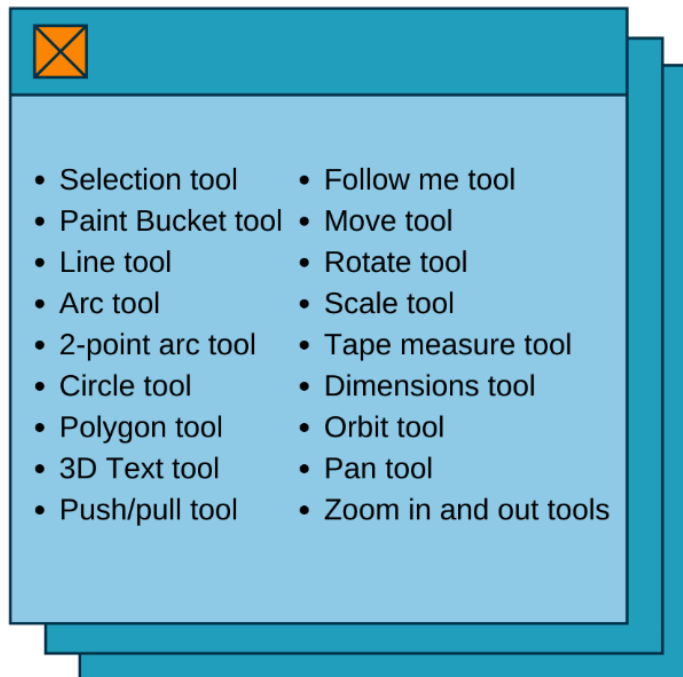 • Selection tool
• Paint Bucket tool
• Line tool
• Arc tool
• 2-point arc tool
• Circle tool
• Polygon tool
• 3D Text tool
• Push/pull tool
• Follow me tool
• Move tool
• Rotate tool
• Scale tool
• Tape measure tool
• Dimensions tool
• Orbit tool
• Pan tool
• Zoom in and out tools